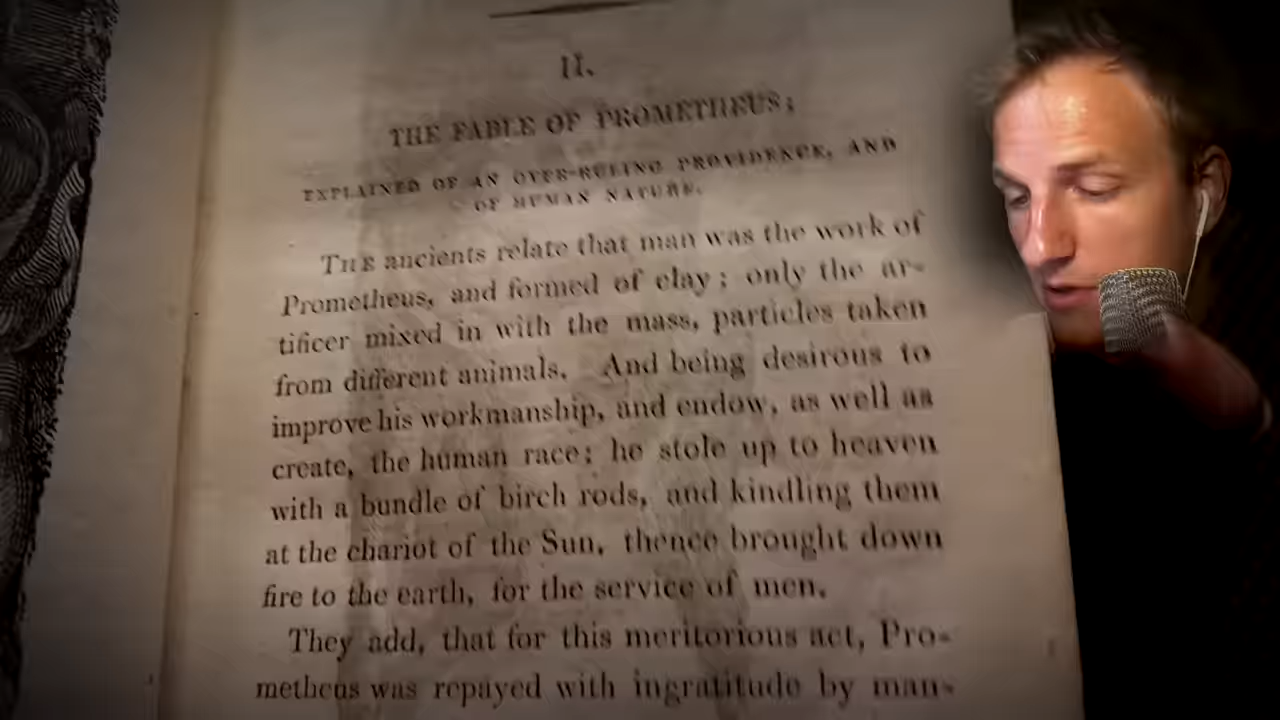 II.
THE FABLE OF PROMETHEUS;
EXPLAINED OF AN OVER-RULING PROVIDENCE, AND
OF HUMAN NATURE.
THE ancients relate that man was the work of
Prometheus, and formed of clay; only the ar-
tificer mixed in with the mass, particles taken
from different animals. And being desirous to
improve his workmanship, and endow, as well as
create, the human race; he stole up to heaven
with a bundle of birch rods, and kindling them
at the chariot of the Sun, thence brought down
fire to the earth, for the service of men.
They add, that for this meritorious act, Pro-
metheus was repayed with ingratitude by man-